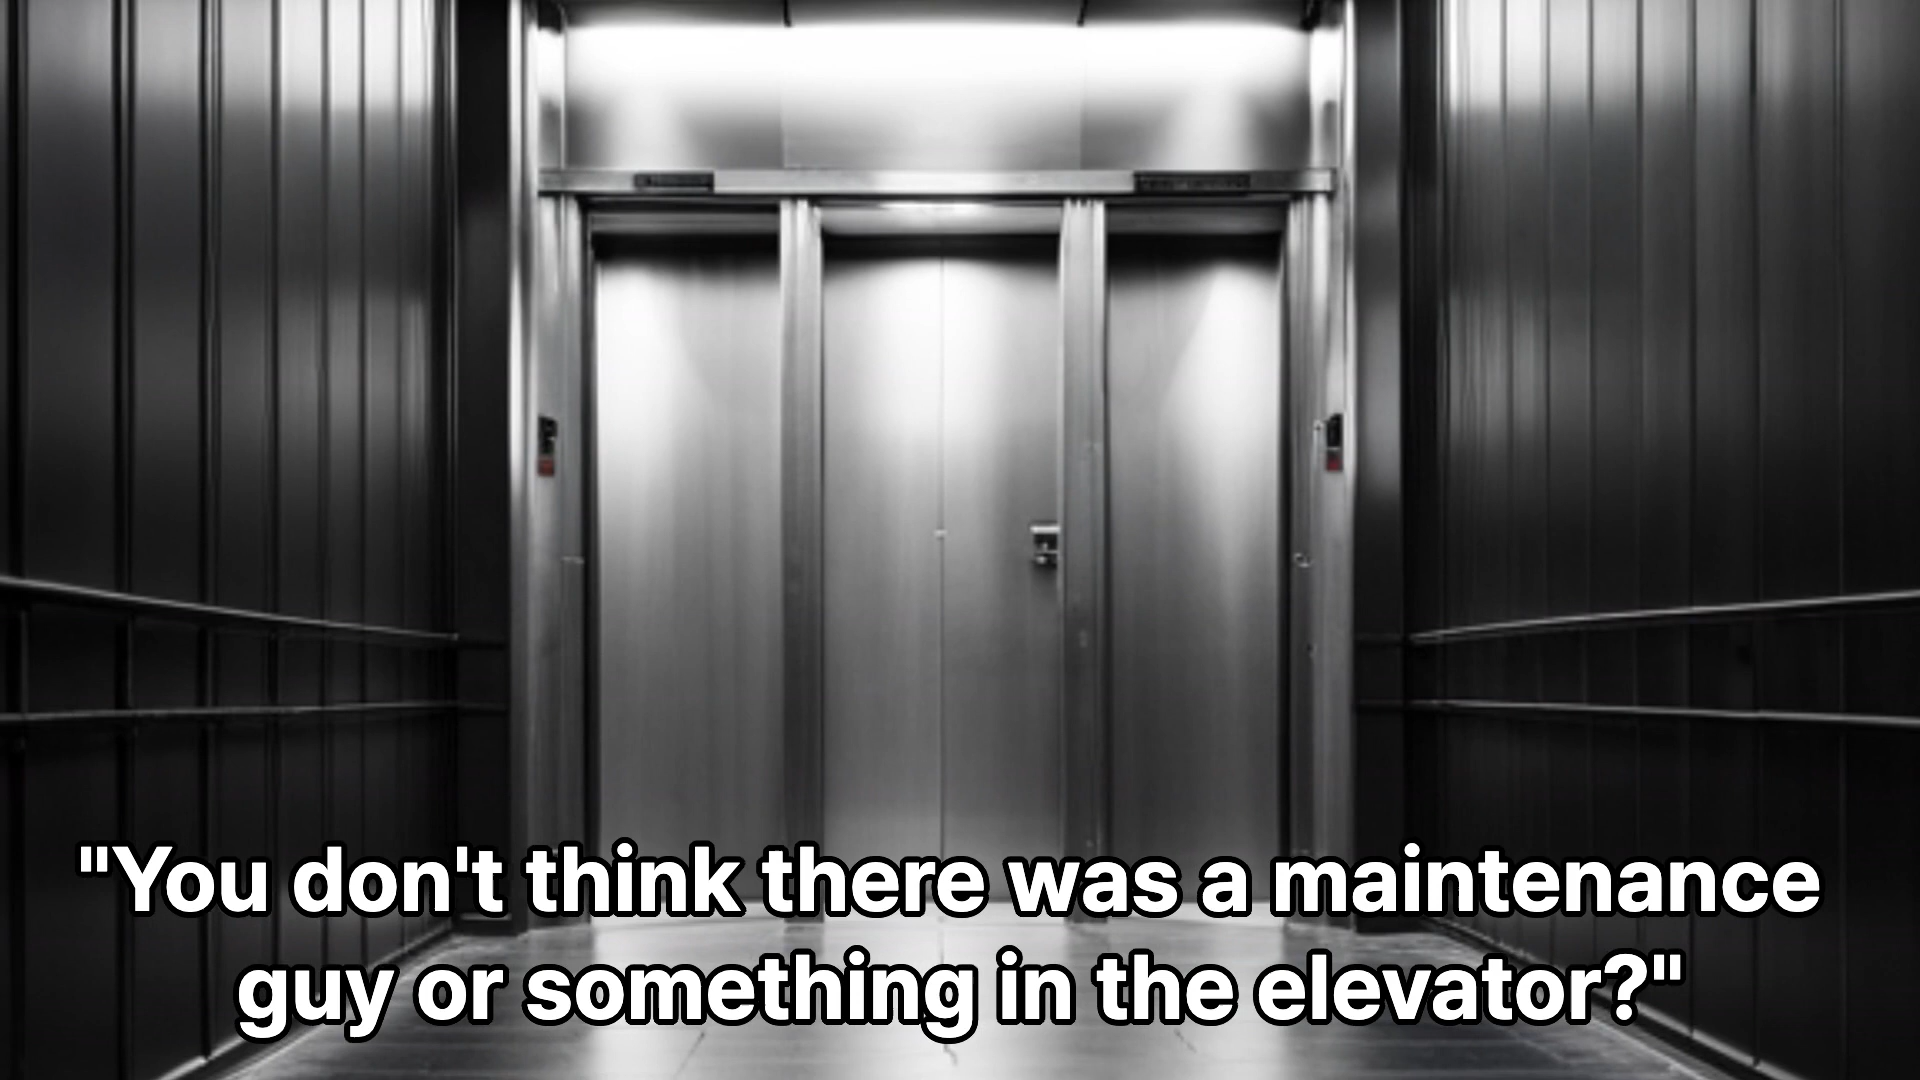 "You don't think there was a maintenance
guy or something in the elevator?"